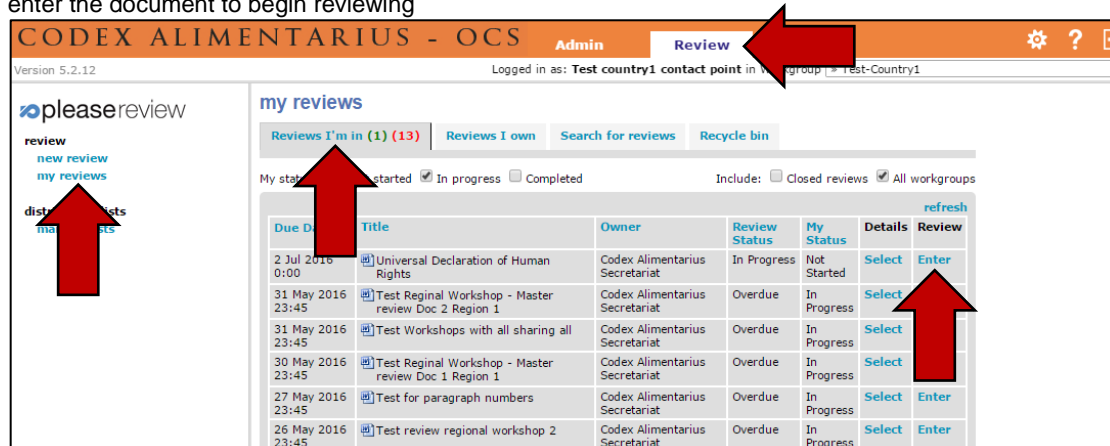 enter the document to begin reviewing
CODEX ALIMENTARIUS - OCS Admin Review ?
Version 5.2.12 Logged in as: Test country1 contact point in » Test-Country1
pleasereview
my reviews
Reviews I'm in (1) (13) Reviews I own Search for reviews Recycle bin
review
new review
my reviews
My started In progress Completed Include: Closed reviews All workgroups
refresh
Due Title Owner Review Status My Status Details Review
2 Jul 2016 0:00 Universal Declaration of Human Rights Codex Alimentarius Secretariat In Progress Not Started Select Enter
31 May 2016 23:45 Test Reginal Workshop - Master review Doc 2 Region 1 Codex Alimentarius Secretariat Overdue In Progress Select
31 May 2016 23:45 Test Workshops with all sharing all Codex Alimentarius Secretariat Overdue In Progress Select
30 May 2016 23:45 Test Reginal Workshop - Master review Doc 1 Region 1 Codex Alimentarius Secretariat Overdue In Progress Select
27 May 2016 23:45 Test for paragraph numbers Codex Alimentarius Secretariat Overdue In Progress Select Enter
26 May 2016 23:45 Test review regional workshop 2 Codex Alimentarius Secretariat Overdue In Progress Select Enter